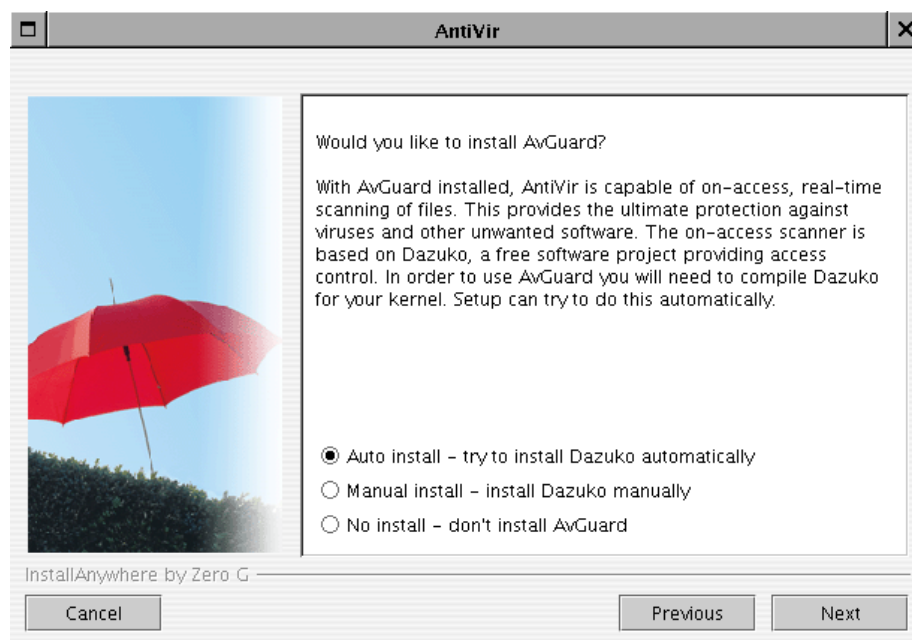 AntiVir
Would you like to install AvGuard?
With AvGuard installed, AntiVir is capable of on-access, real-time
scanning of files. This provides the ultimate protection against
viruses and other unwanted software. The on-access scanner is
based on Dazuko, a free software project providing access
control. In order to use AvGuard you will need to compile Dazuko
for your kernel. Setup can try to do this automatically.
Auto install - try to install Dazuko automatically
Manual install - install Dazuko manually
No install - don't install AvGuard
InstallAnywhere by Zero G
Cancel
Previous
Next